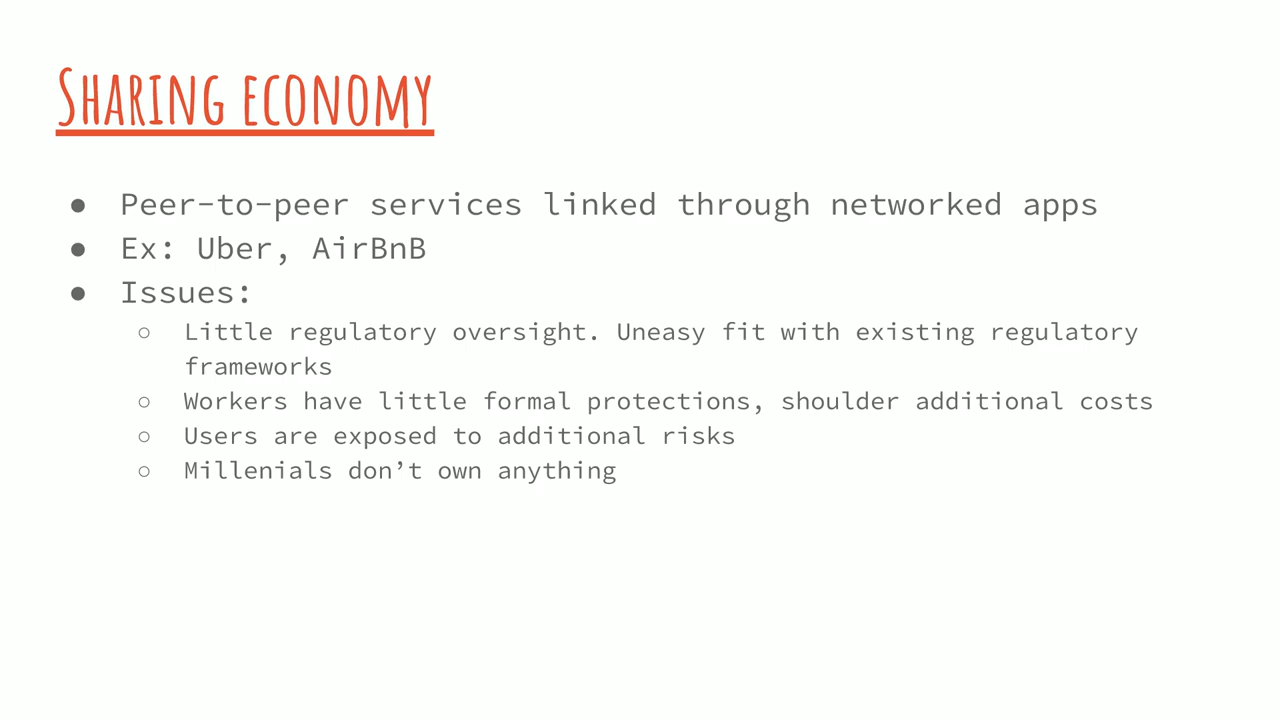 Sharing economy
● Peer-to-peer services linked through networked apps
● Ex: Uber, AirBnB
● Issues:
○ Little regulatory oversight. Uneasy fit with existing regulatory
frameworks
○ Workers have little formal protections, shoulder additional costs
○ Users are exposed to additional risks
○ Millenials don’t own anything